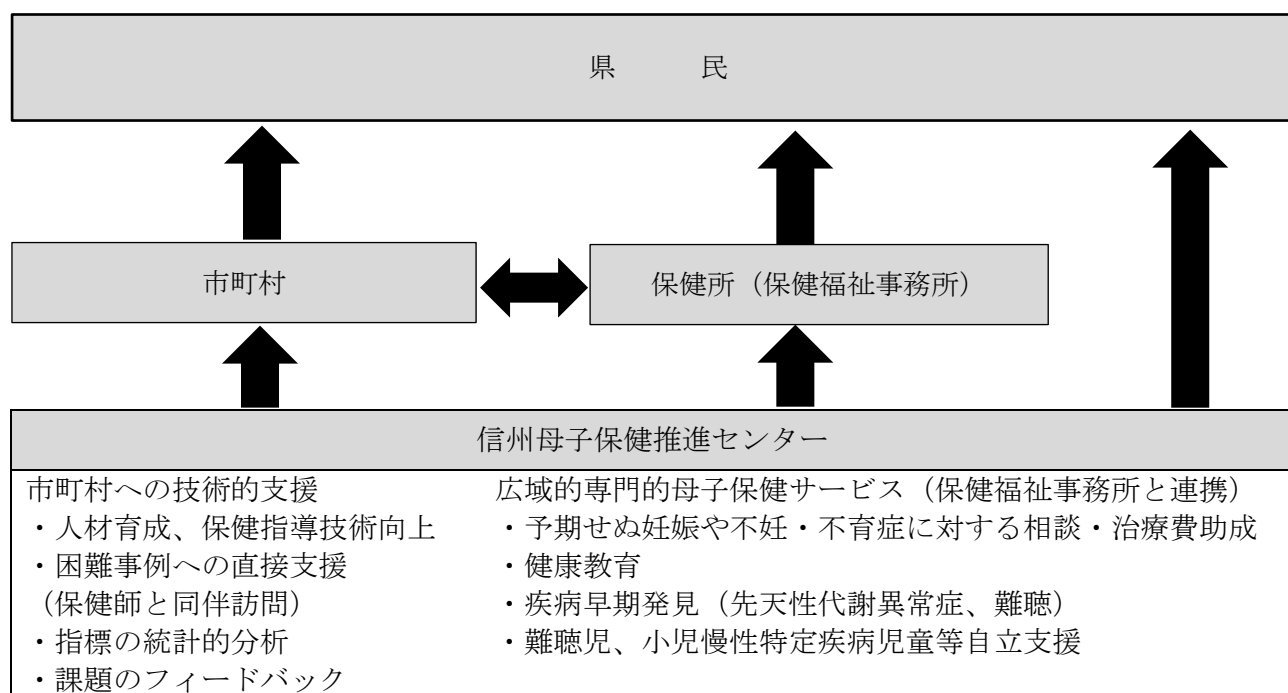 県　　民
市町村
保健所（保健福祉事務所）
信州母子保健推進センター
市町村への技術的支援
・人材育成、保健指導技術向上
・困難事例への直接支援
（保健師と同伴訪問）
・指標の統計的分析
・課題のフィードバック
広域的専門的母子保健サービス（保健福祉事務所と連携）
・予期せぬ妊娠や不妊・不育症に対する相談・治療費助成
・健康教育
・疾病早期発見（先天性代謝異常症、難聴）
・難聴児、小児慢性特定疾病児童等自立支援